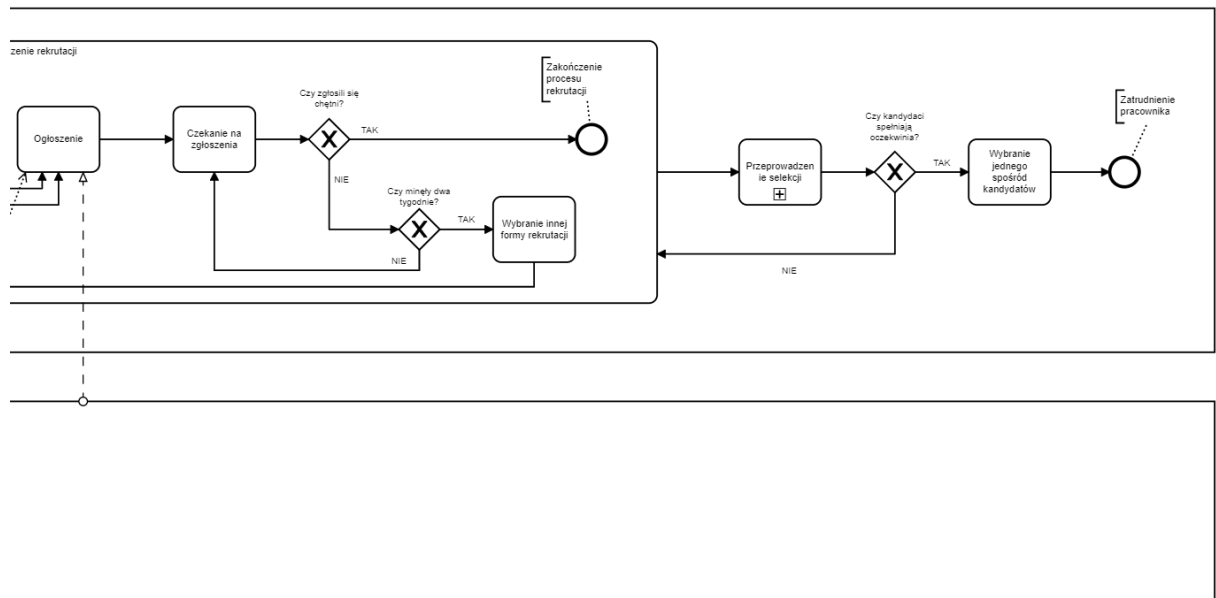 zenie rekrutacji
Ogłoszenie
Czekanie na
zgłoszenia
Czy zgłosili się
chętni?
TAK
NIE
Zakończenie
procesu
rekrutacji
Czy minęły dwa
tygodnie?
TAK
NIE
Wybranie innej
formy rekrutacji
Przeprowadzen
ie selekcji
Czy kandydaci
spełniają
oczekwinia?
TAK
NIE
Wybranie
jednego
spośród
kandydatów
Zatrudnienie
pracownika